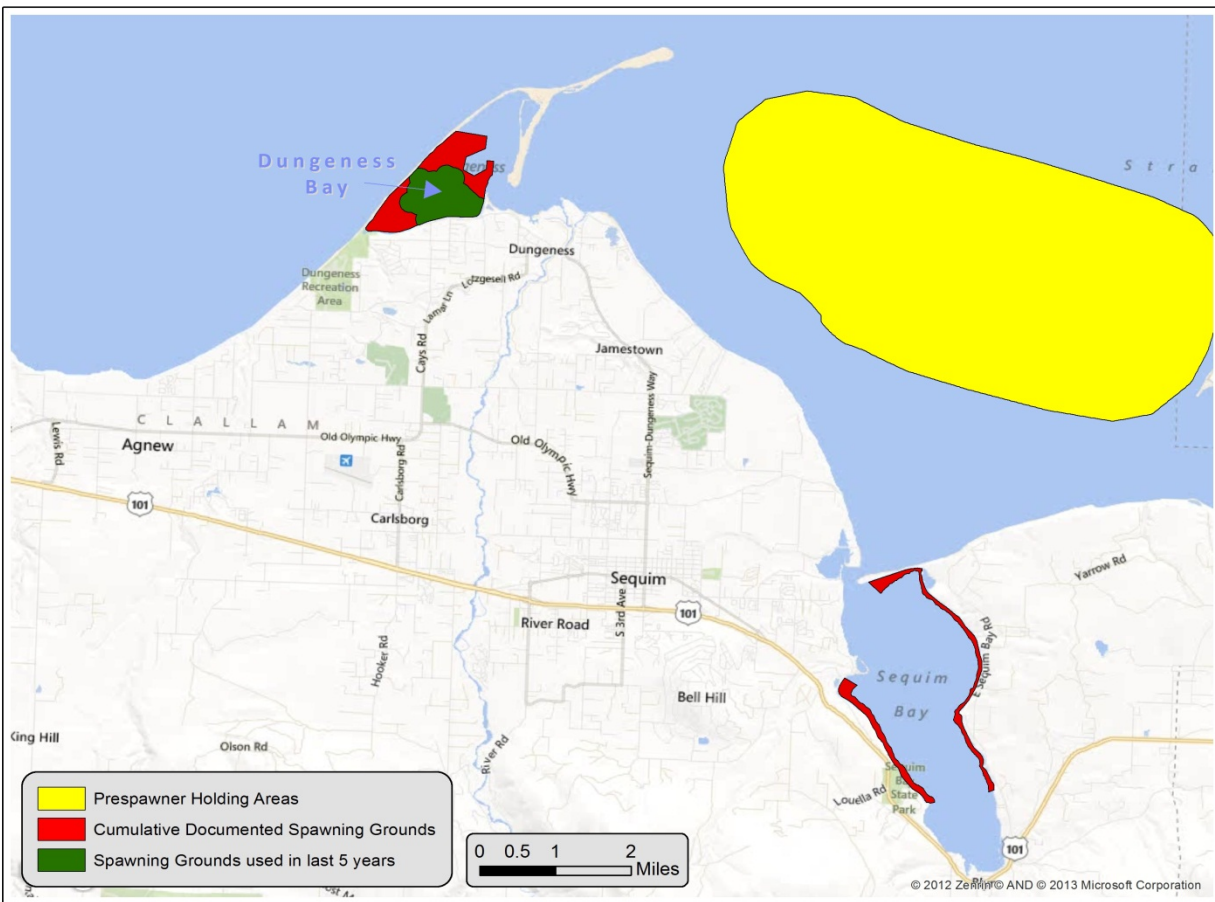 Dungeness
Bay
geness
Stra
Dungeness
Dungeness
Recreation
Area
Lotzgesell Rd
Lamar Ln
Cays Rd
Jamestown
Sequim-Dungeness Way
CLALLAM
Lewis Rd
Agnew
Old Olympic Hwy
Old Olympic Hwy
Carlsborg Rd
101
Carlsborg
Sequim
Yarrow Rd
101
River Road
S 3rd Ave
E Sequim Bay Rd
Hooker Rd
Sequim
Bay
Bell Hill
King Hill
Olson Rd
River Rd
Sequim
Bay
State
Park
Louella Rd
101
Prespawner Holding Areas
Cumulative Documented Spawning Grounds
Spawning Grounds used in last 5 years
0 0.5 1 2
Miles
© 2012 Zenrin © AND © 2013 Microsoft Corporation